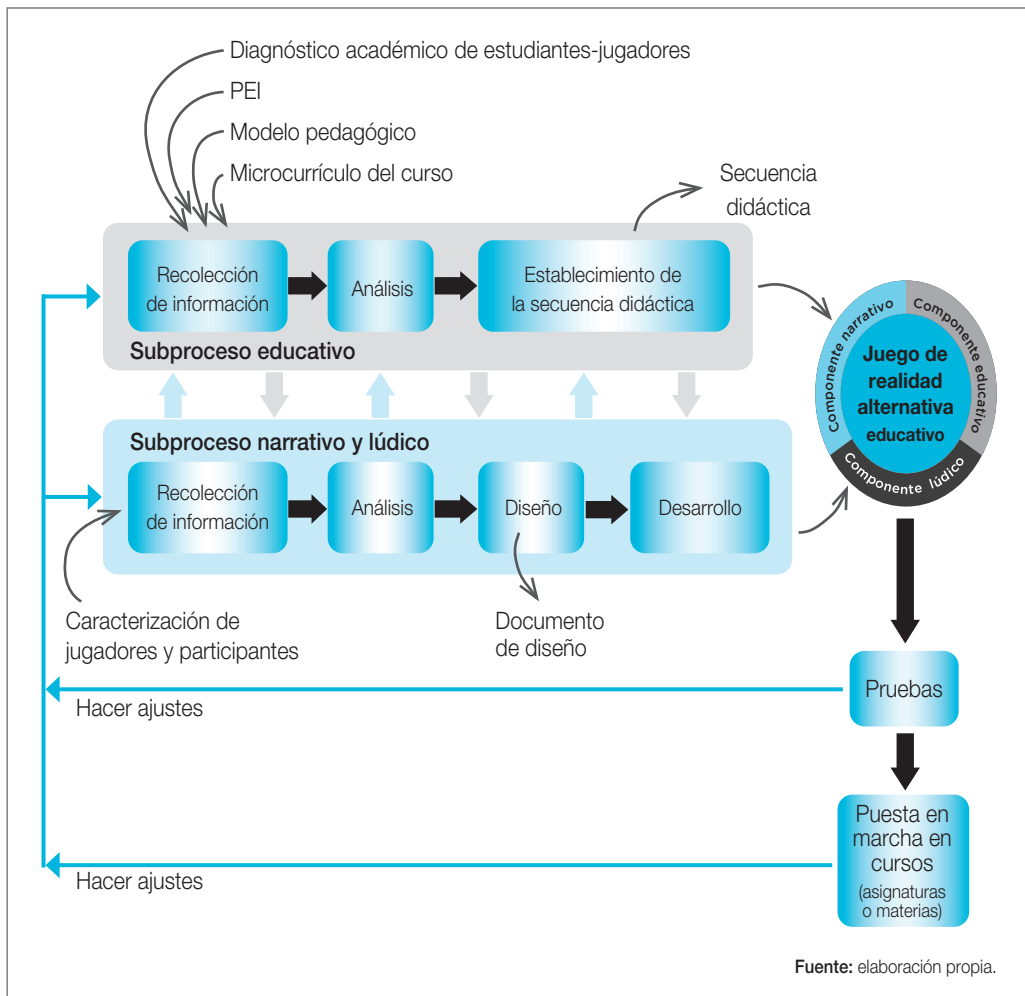 Diagnóstico académico de estudiantes-jugadores
PEI
Modelo pedagógico
Microcurrículo del curso
Secuencia
didáctica
Recolección
de información
Análisis
Establecimiento de
la secuencia didáctica
Subproceso educativo
Componente narrativo
Componente educativo
Componente lúdico
Juego de
realidad
alternativa
educativo
Subproceso narrativo y lúdico
Recolección
de información
Análisis
Diseño
Desarrollo
Caracterización de
jugadores y participantes
Documento
de diseño
Pruebas
Hacer ajustes
Puesta en
marcha en
cursos
(asignaturas
o materias)
Hacer ajustes
Fuente: elaboración propia.